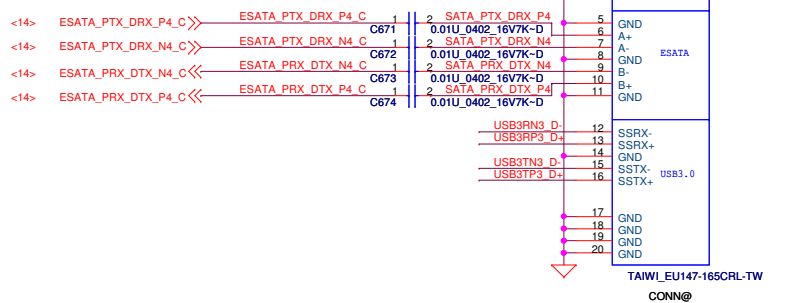 <14> ESATA_PTX_DRX_P4_C ESATA_PTX_DRX_P4_C 1 2 SATA_PTX_DRX_P4 5 GND
C671 0.01U_0402_16V7K~D 6 A+
<14> ESATA_PTX_DRX_N4_C ESATA_PTX_DRX_N4_C 1 2 SATA_PTX_DRX_N4 7 A- ESATA
C672 0.01U_0402_16V7K~D 8 GND
<14> ESATA_PRX_DTX_N4_C ESATA_PRX_DTX_N4_C 1 2 SATA_PRX_DTX_N4 9 B-
C673 0.01U_0402_16V7K~D 10 B+
<14> ESATA_PRX_DTX_P4_C ESATA_PRX_DTX_P4_C 1 2 SATA_PRX_DTX_P4 11 GND
C674 0.01U_0402_16V7K~D
USB3RN3_D- 12 SSRX-
USB3RP3_D+ 13 SSRX+
14 GND
USB3TN3_D- 15 SSTX- USB3.0
USB3TP3_D+ 16 SSTX+
17 GND
18 GND
19 GND
20 GND
TAIWI_EU147-165CRL-TW
CONN@